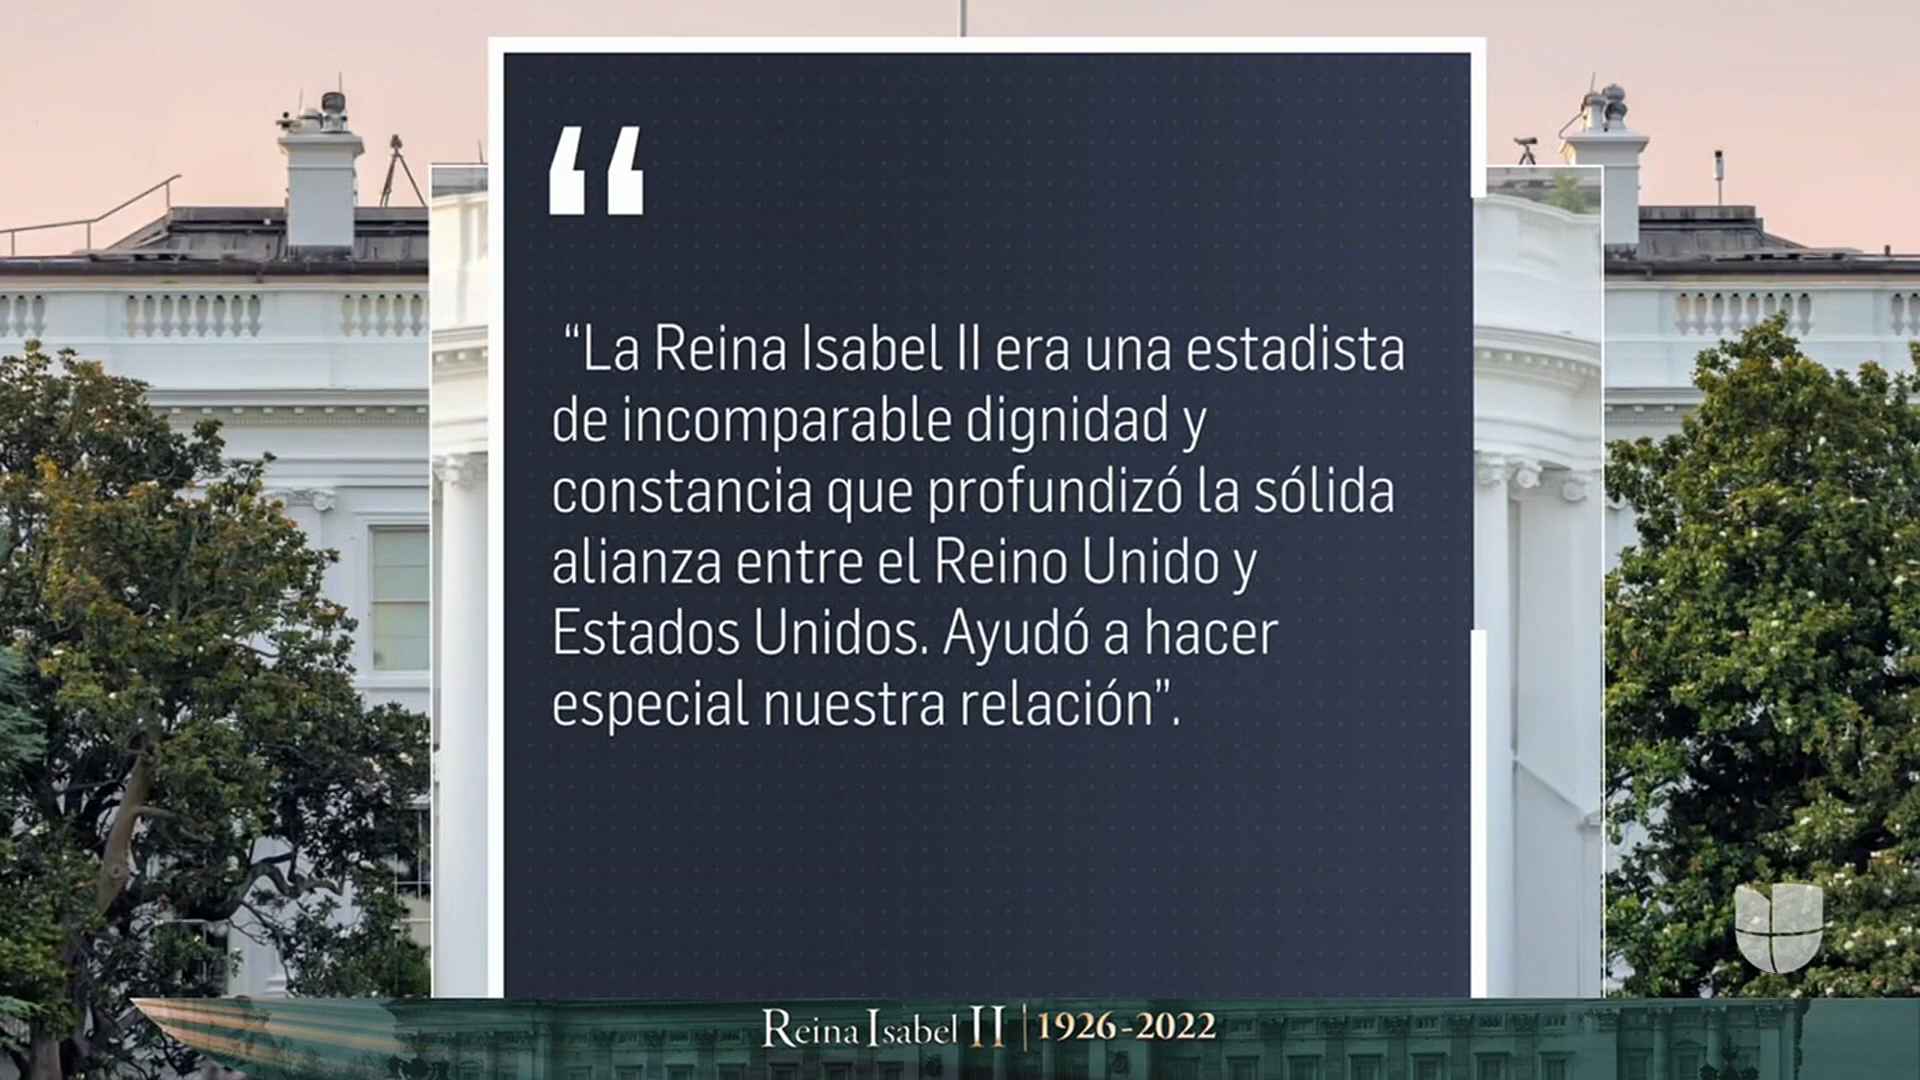 “
“La Reina Isabel II era una estadista
de incomparable dignidad y
constancia que profundizó la sólida
alianza entre el Reino Unido y
Estados Unidos. Ayudó a hacer
especial nuestra relación”.
Reina Isabel II | 1926-2022